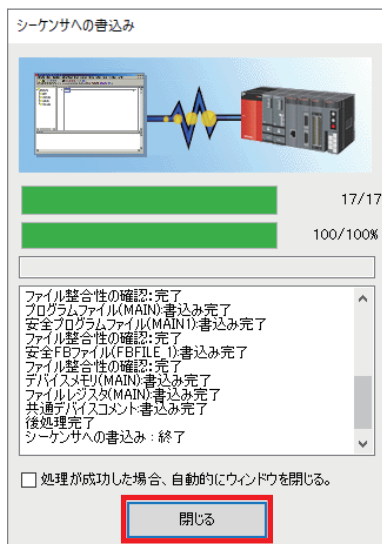 シーケンサへの書込み
17/17
100/100%
ファイル整合性の確認:完了
プログラムファイル(MAIN):書込み完了
安全プログラムファイル(MAIN1):書込み完了
ファイル整合性の確認:完了
安全FBファイル(FBFILE_1):書込み完了
ファイル整合性の確認:完了
デバイスメモリ(MAIN):書込み完了
ファイルレジスタ(MAIN):書込み完了
共通デバイスコメント:書込み完了
後処理完了
シーケンサへの書込み : 終了
処理が成功した場合、自動的にウィンドウを閉じる。
閉じる